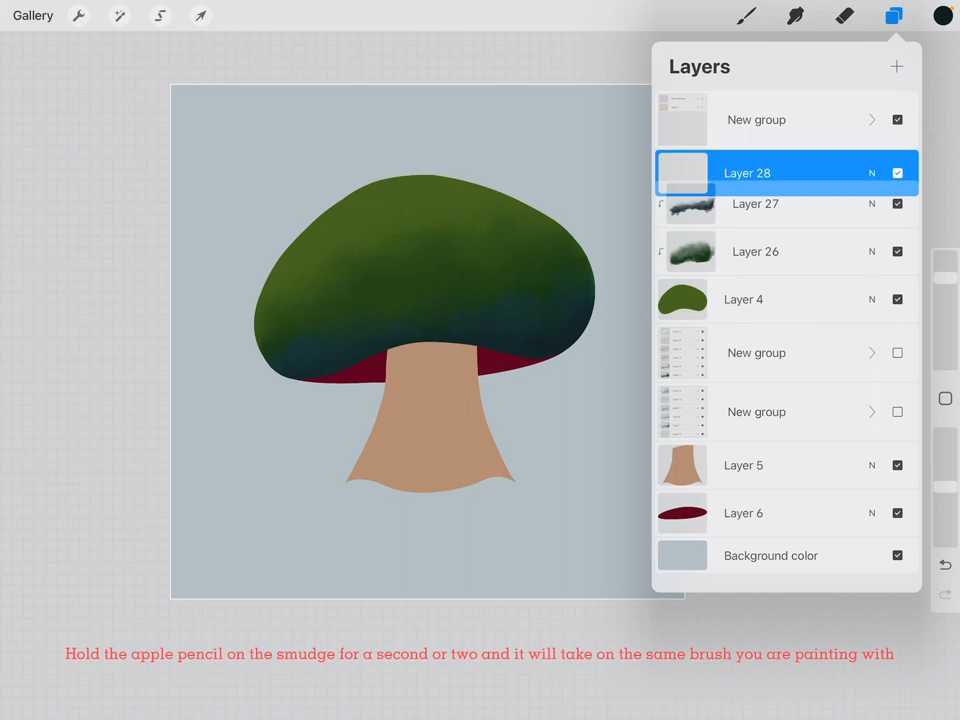 Gallery
Layers
New group
Layer 28 N
Layer 27 N
Layer 26 N
Layer 4 N
New group
New group
Layer 5 N
Layer 6 N
Background color
Hold the apple pencil on the smudge for a second or two and it will take on the same brush you are painting with